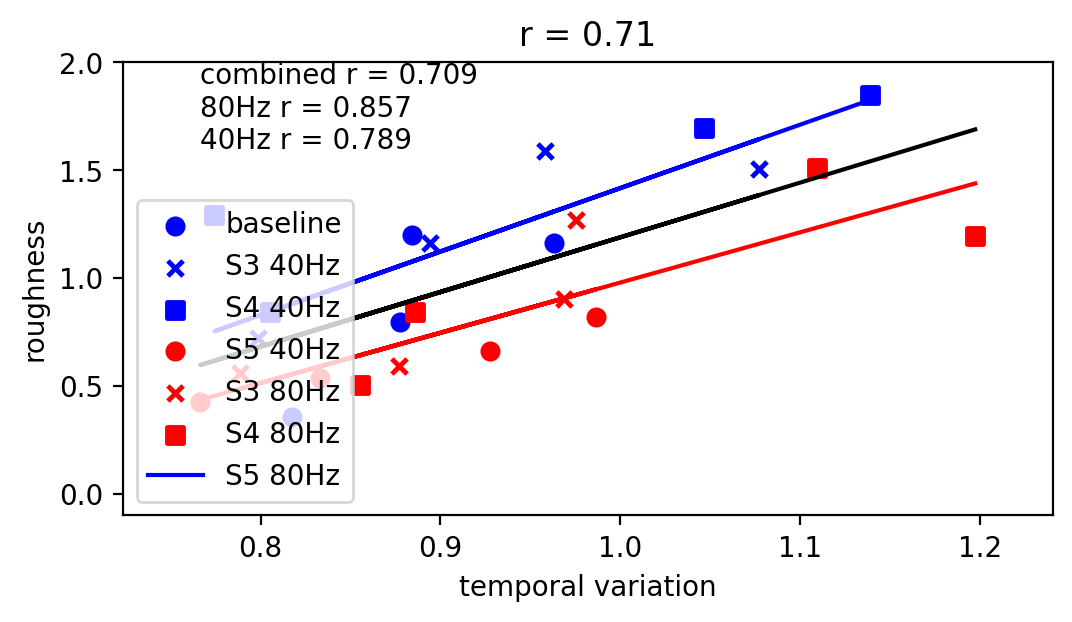 r = 0.71
combined r = 0.709
80Hz r = 0.857
40Hz r = 0.789
baseline
S3 40Hz
S4 40Hz
S5 40Hz
S3 80Hz
S4 80Hz
S5 80Hz
roughness
2.0
1.5
1.0
0.5
0.0
0.8 0.9 1.0 1.1 1.2
temporal variation